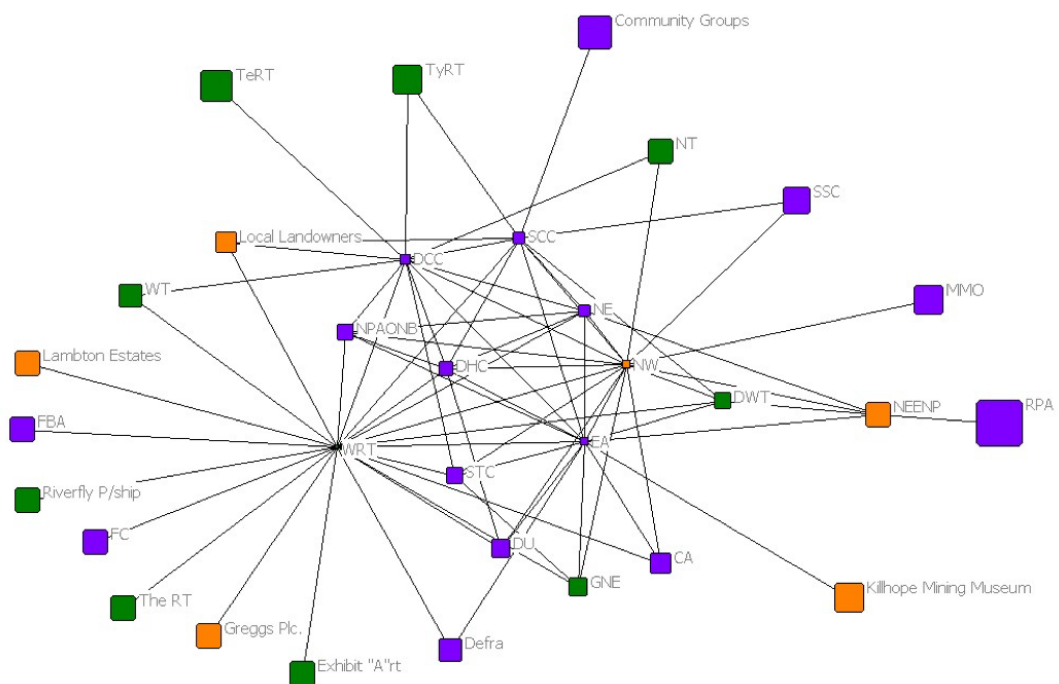 Community Groups
TeRT
TyRT
NT
SSC
Local Landowners
SCC
DCC
WT
MMO
NE
NPAONB
Lambton Estates
DHC
NW
DWT
NEENP
RPA
FBA
WRT
EA
STC
Riverfly P/ship
FC
DU
CA
GNE
The RT
Killhope Mining Museum
Greggs Plc.
Defra
Exhibit "A"rt